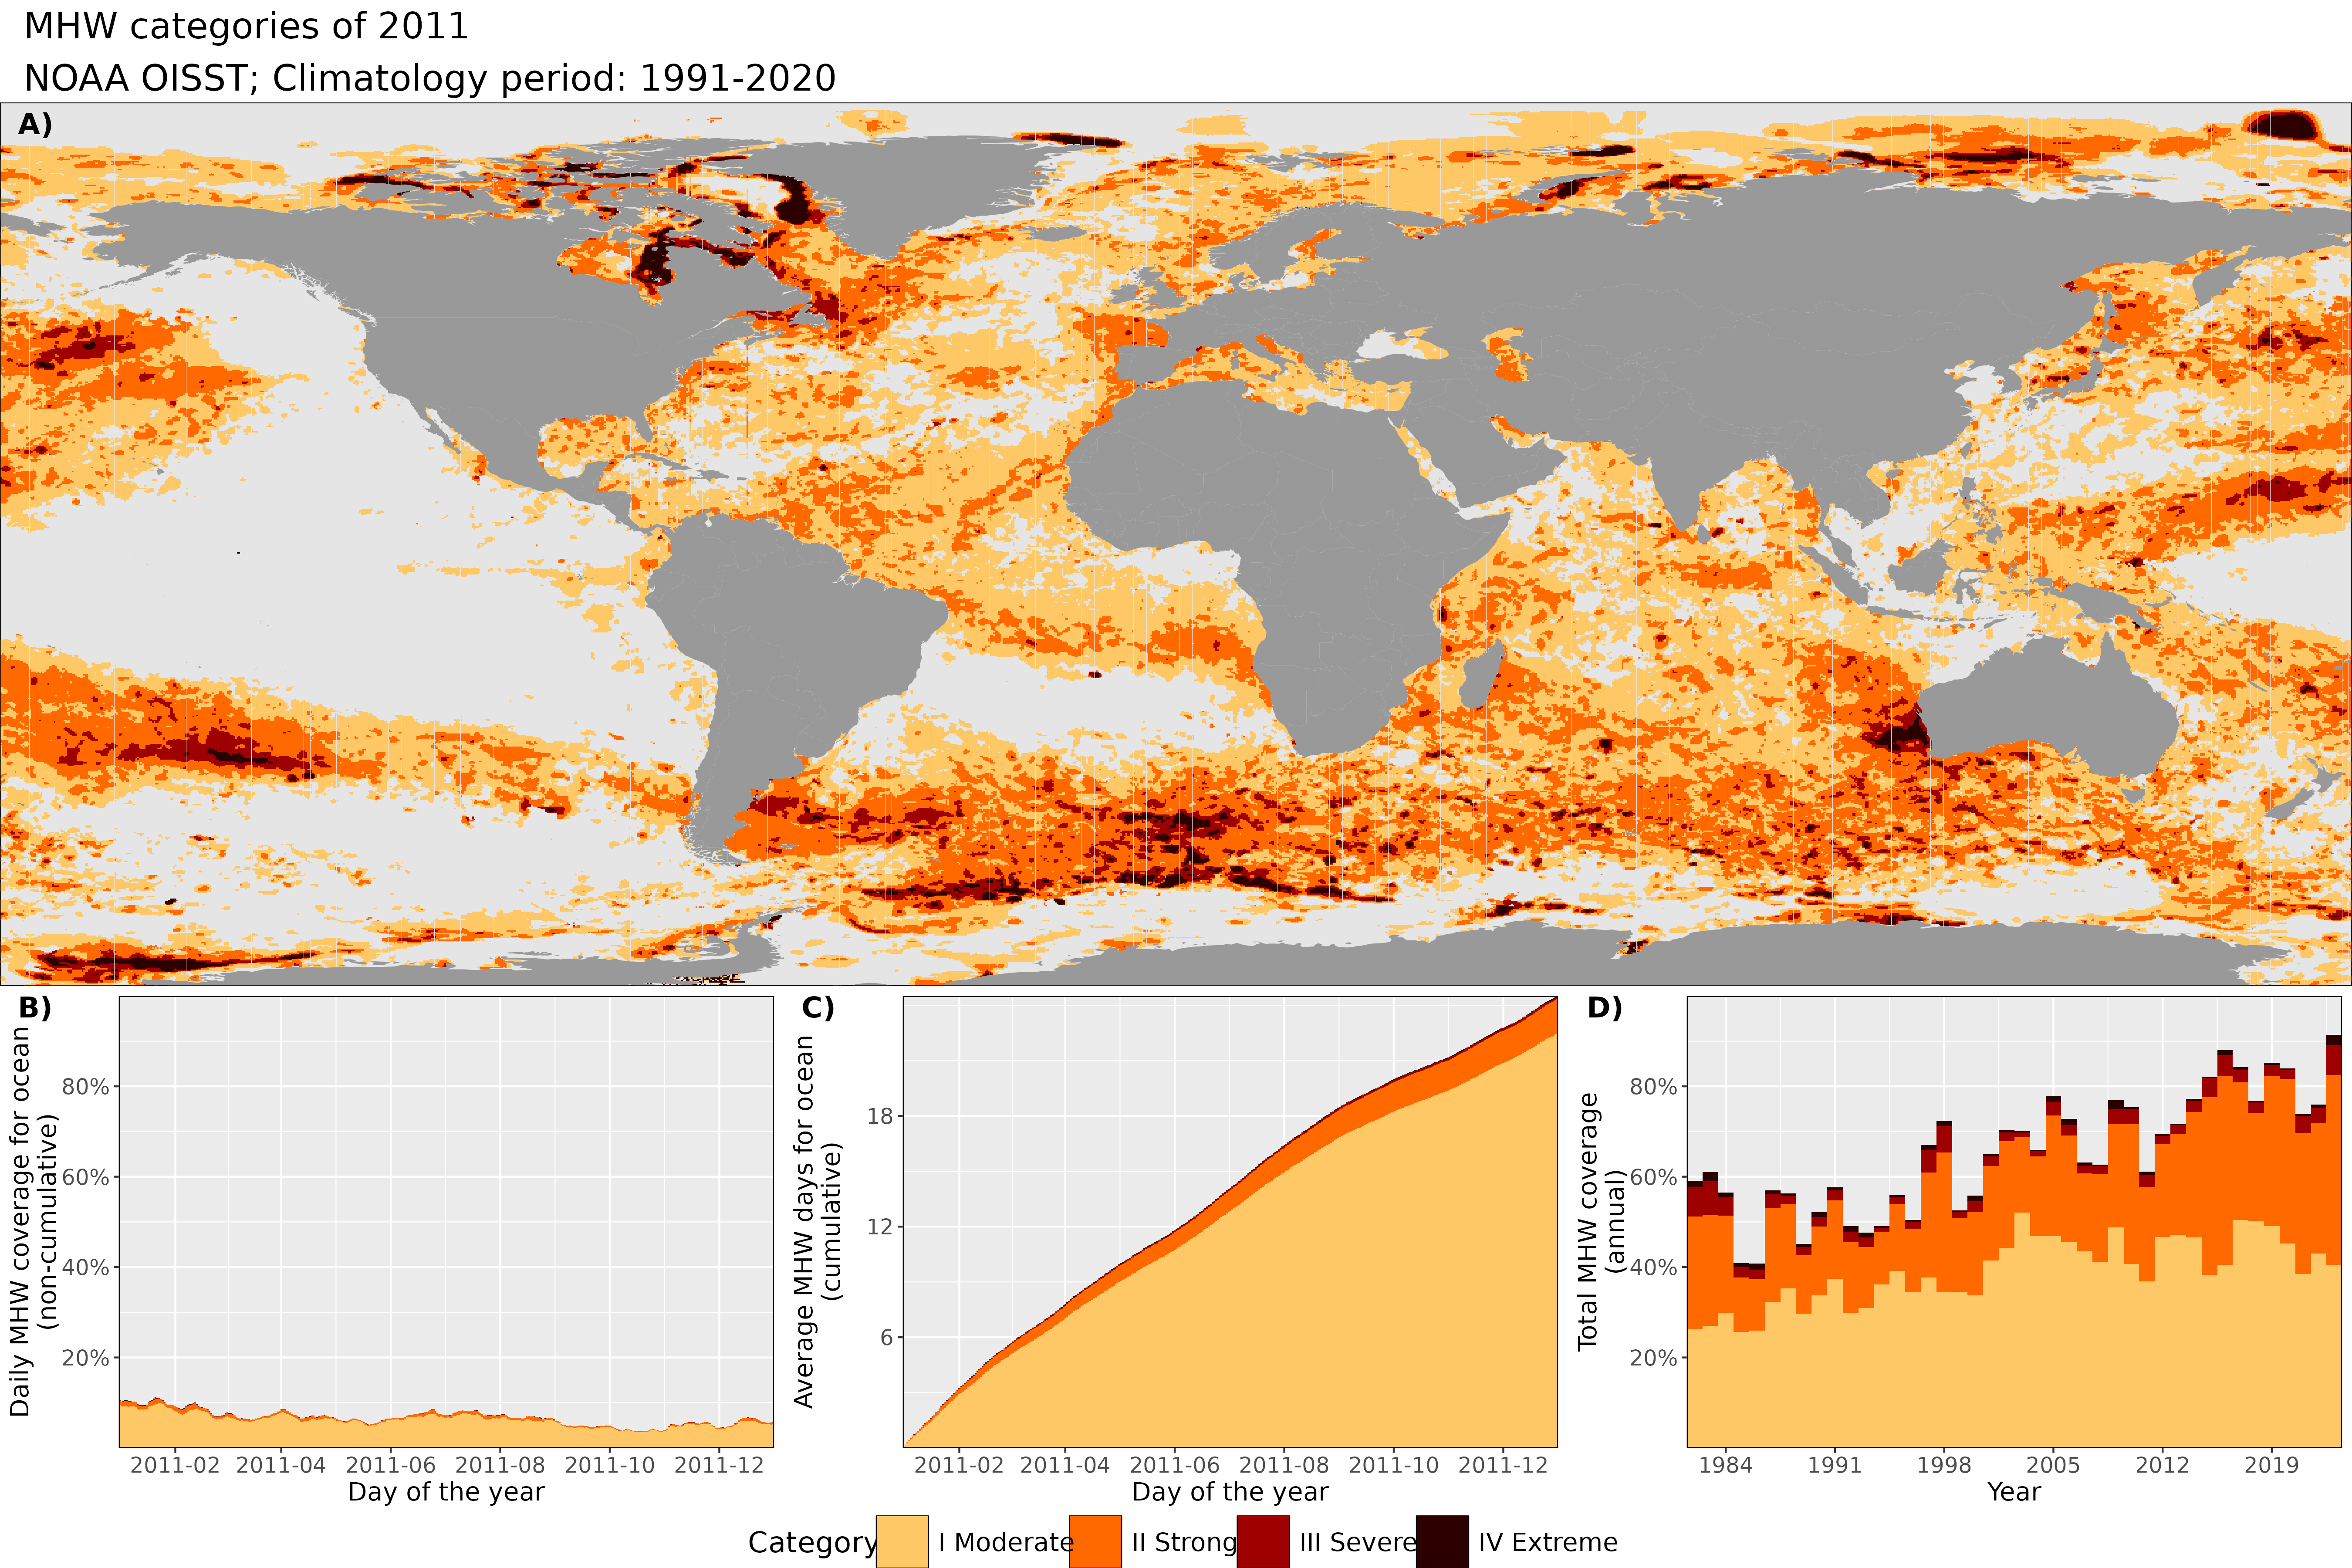 MHW categories of 2011
NOAA OISST; Climatology period: 1991-2020
A)
B)
Daily MHW coverage for ocean
(non-cumulative)
80%
60%
40%
20%
2011-02 2011-04 2011-06 2011-08 2011-10 2011-12
Day of the year
C)
Average MHW days for ocean
(cumulative)
18
12
6
2011-02 2011-04 2011-06 2011-08 2011-10 2011-12
Day of the year
D)
Total MHW coverage
(annual)
80%
60%
40%
20%
1984 1991 1998 2005 2012 2019
Year
Category I Moderate II Strong III Severe IV Extreme